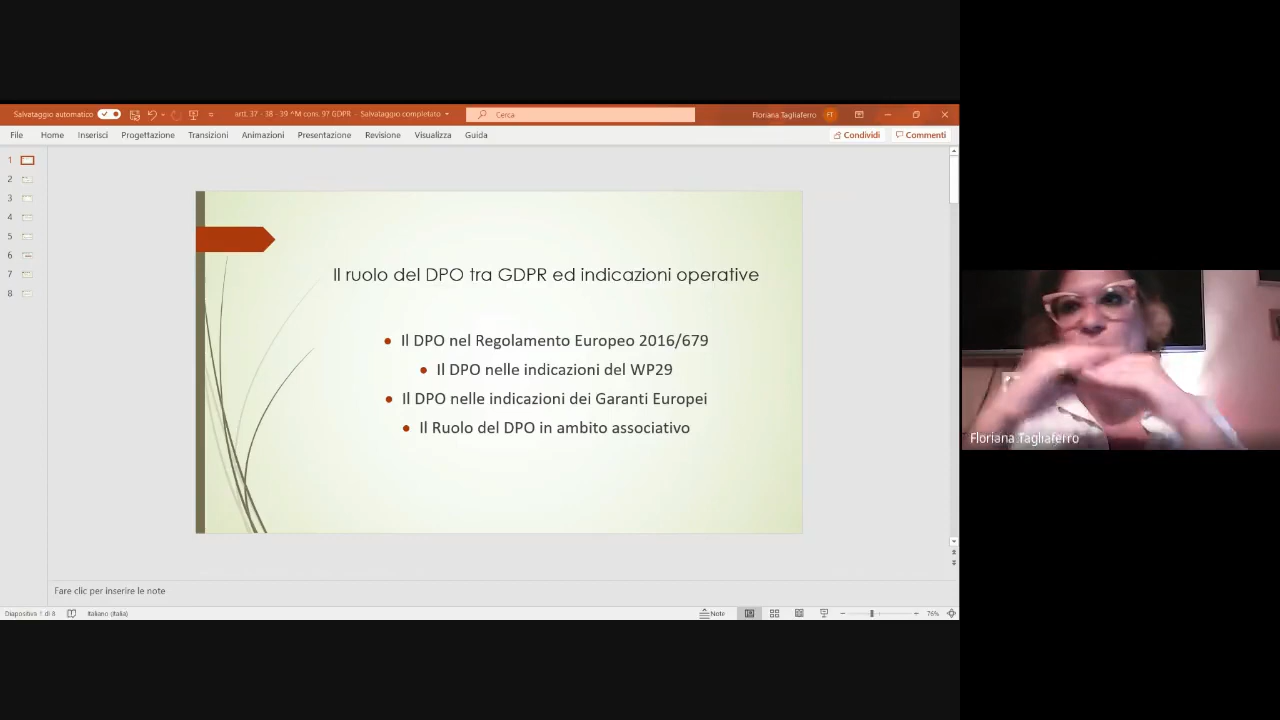 Salvataggio automatico
art. 37 - 38 - 39 ^M com. 97 GDPR - Salvataggio completato
Cerca
Floriana Tagliaferro
FT
File Home Inserisci Progettazione Transizioni Animazioni Presentazione Revisione Visualizza Guida
Condividi
Commenti
1
2
3
4
5
6
7
8
Il ruolo del DPO tra GDPR ed indicazioni operative
Il DPO nel Regolamento Europeo 2016/679
Il DPO nelle indicazioni del WP29
Il DPO nelle indicazioni dei Garanti Europei
Il Ruolo del DPO in ambito associativo
Floriana Tagliaferro
Fare clic per inserire le note
Diapositiva 1 di 8
Italiano (Italia)
Note
76%